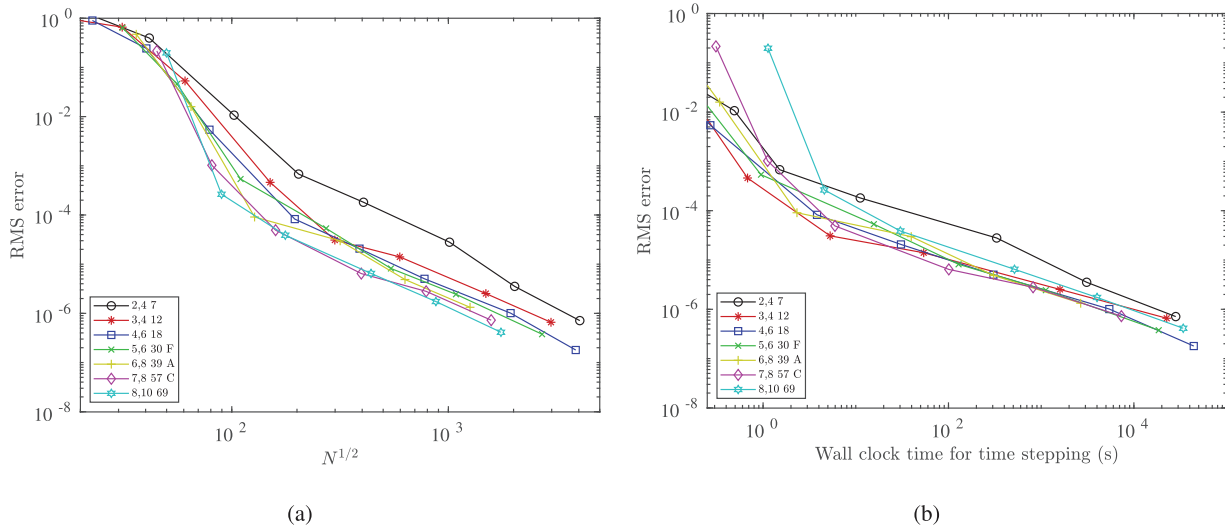 10^0
10^-2
10^-4
10^-6
10^-8
RMS error
2,4 7
3,4 12
4,6 18
5,6 30 F
6,8 39 A
7,8 57 C
8,10 69
10^2
10^3
N^1/2
(a)
10^0
10^-2
10^-4
10^-6
10^-8
RMS error
2,4 7
3,4 12
4,6 18
5,6 30 F
6,8 39 A
7,8 57 C
8,10 69
10^0
10^2
10^4
Wall clock time for time stepping (s)
(b)